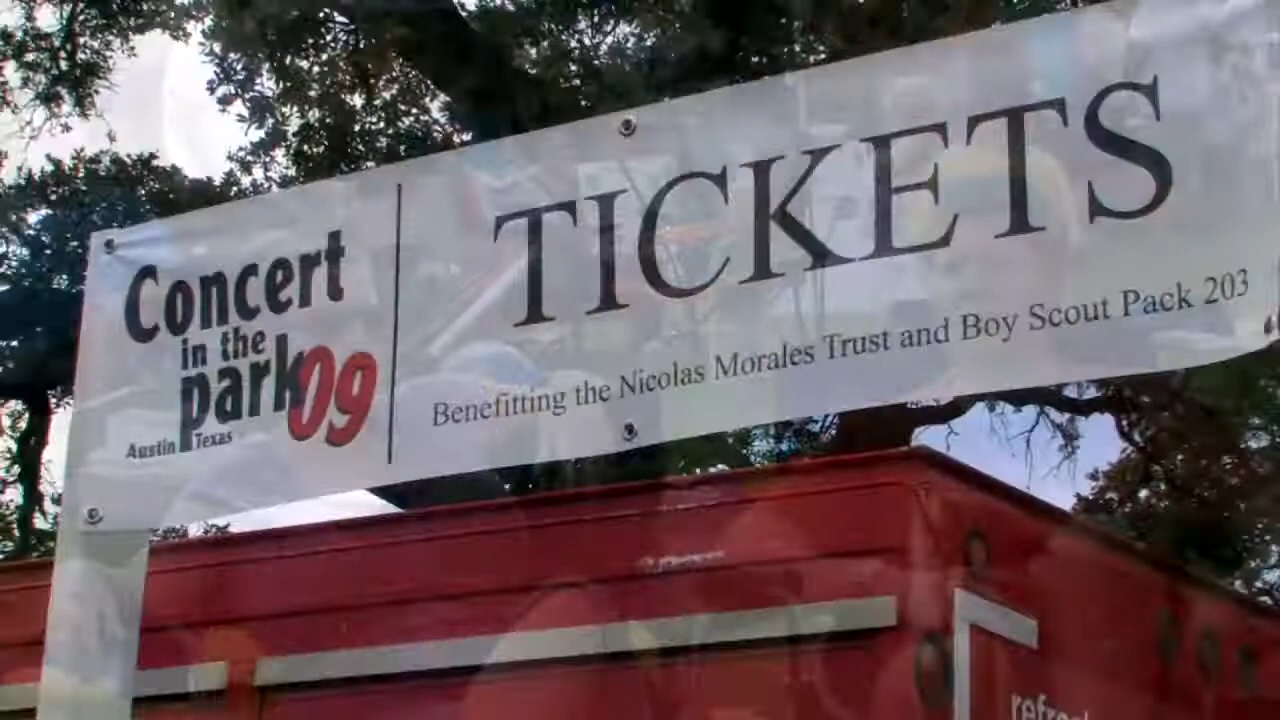 Concert
in the
park09
Austin Texas
TICKETS
Benefitting the Nicolas Morales Trust and Boy Scout Pack 203